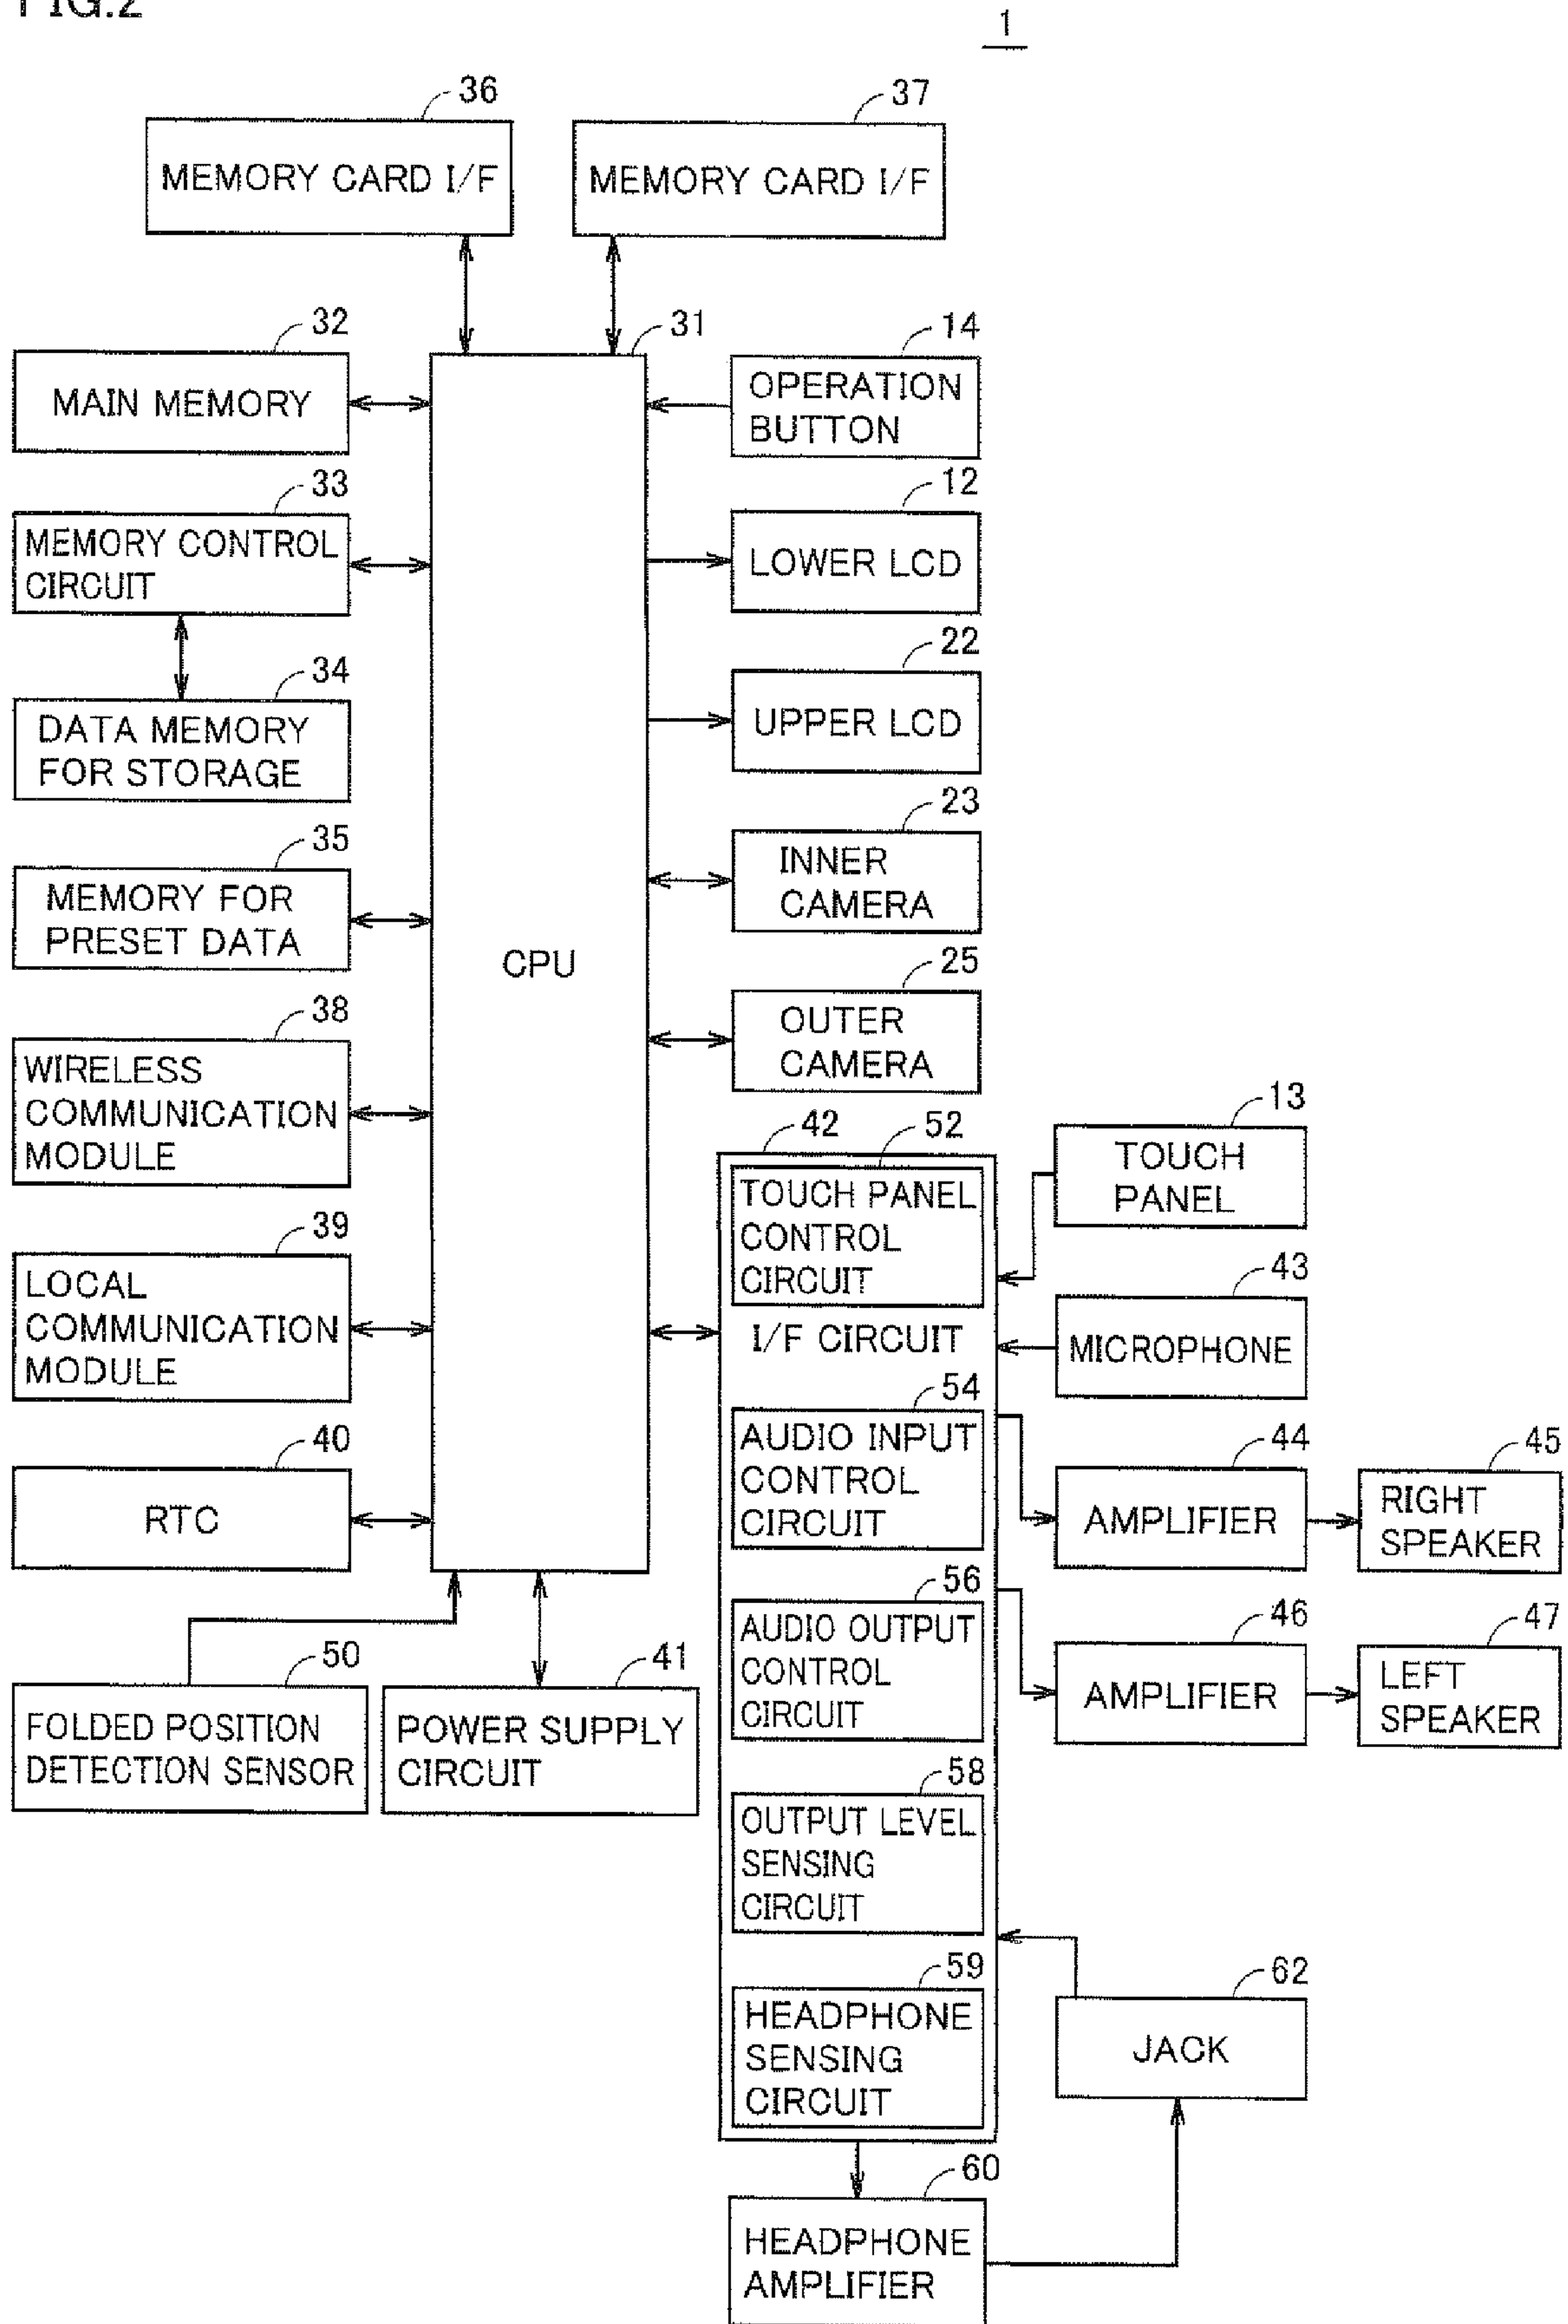 FIG.2
1
36
MEMORY CARD I/F
37
MEMORY CARD I/F
32
MAIN MEMORY
31
CPU
14
OPERATION
BUTTON
33
MEMORY CONTROL
CIRCUIT
12
LOWER LCD
34
DATA MEMORY
FOR STORAGE
22
UPPER LCD
35
MEMORY FOR
PRESET DATA
23
INNER
CAMERA
38
WIRELESS
COMMUNICATION
MODULE
25
OUTER
CAMERA
39
LOCAL
COMMUNICATION
MODULE
40
RTC
50
FOLDED POSITION
DETECTION SENSOR
41
POWER SUPPLY
CIRCUIT
42
52
TOUCH PANEL
CONTROL
CIRCUIT
I/F CIRCUIT
54
AUDIO INPUT
CONTROL
CIRCUIT
56
AUDIO OUTPUT
CONTROL
CIRCUIT
58
OUTPUT LEVEL
SENSING
CIRCUIT
59
HEADPHONE
SENSING
CIRCUIT
13
TOUCH
PANEL
43
MICROPHONE
44
AMPLIFIER
45
RIGHT
SPEAKER
46
AMPLIFIER
47
LEFT
SPEAKER
62
JACK
60
HEADPHONE
AMPLIFIER